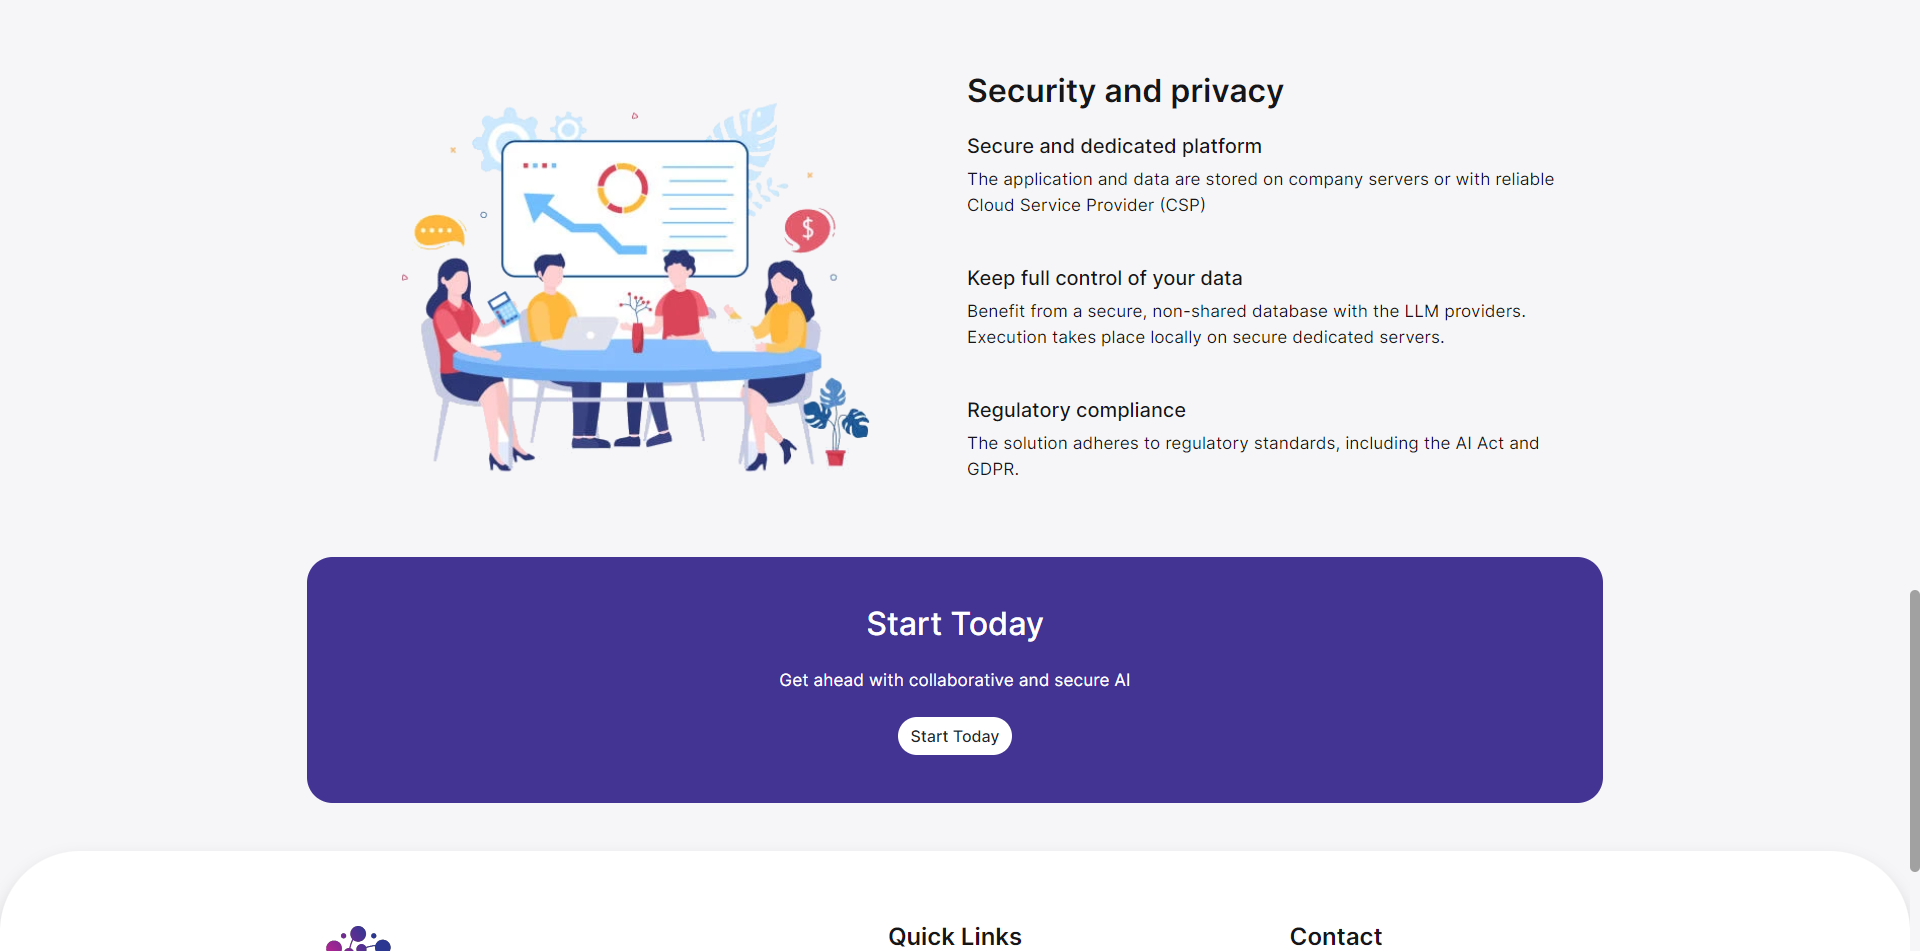 Security and privacy
Secure and dedicated platform
The application and data are stored on company servers or with reliable
Cloud Service Provider (CSP)
Keep full control of your data
Benefit from a secure, non-shared database with the LLM providers.
Execution takes place locally on secure dedicated servers.
Regulatory compliance
The solution adheres to regulatory standards, including the AI Act and
GDPR.
$
Start Today
Get ahead with collaborative and secure AI
Start Today
Quick Links
Contact